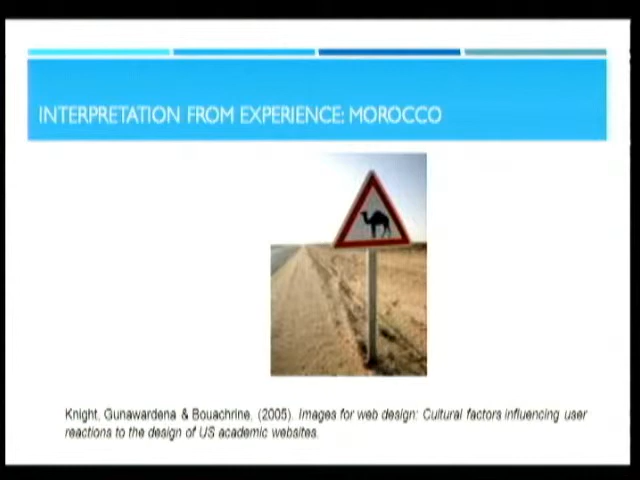 INTERPRETATION FROM EXPERIENCE: MOROCCO
Knight, Gunawardena & Bouachrine, (2005). Images for web design: Cultural factors influencing user
reactions to the design of US academic websites.